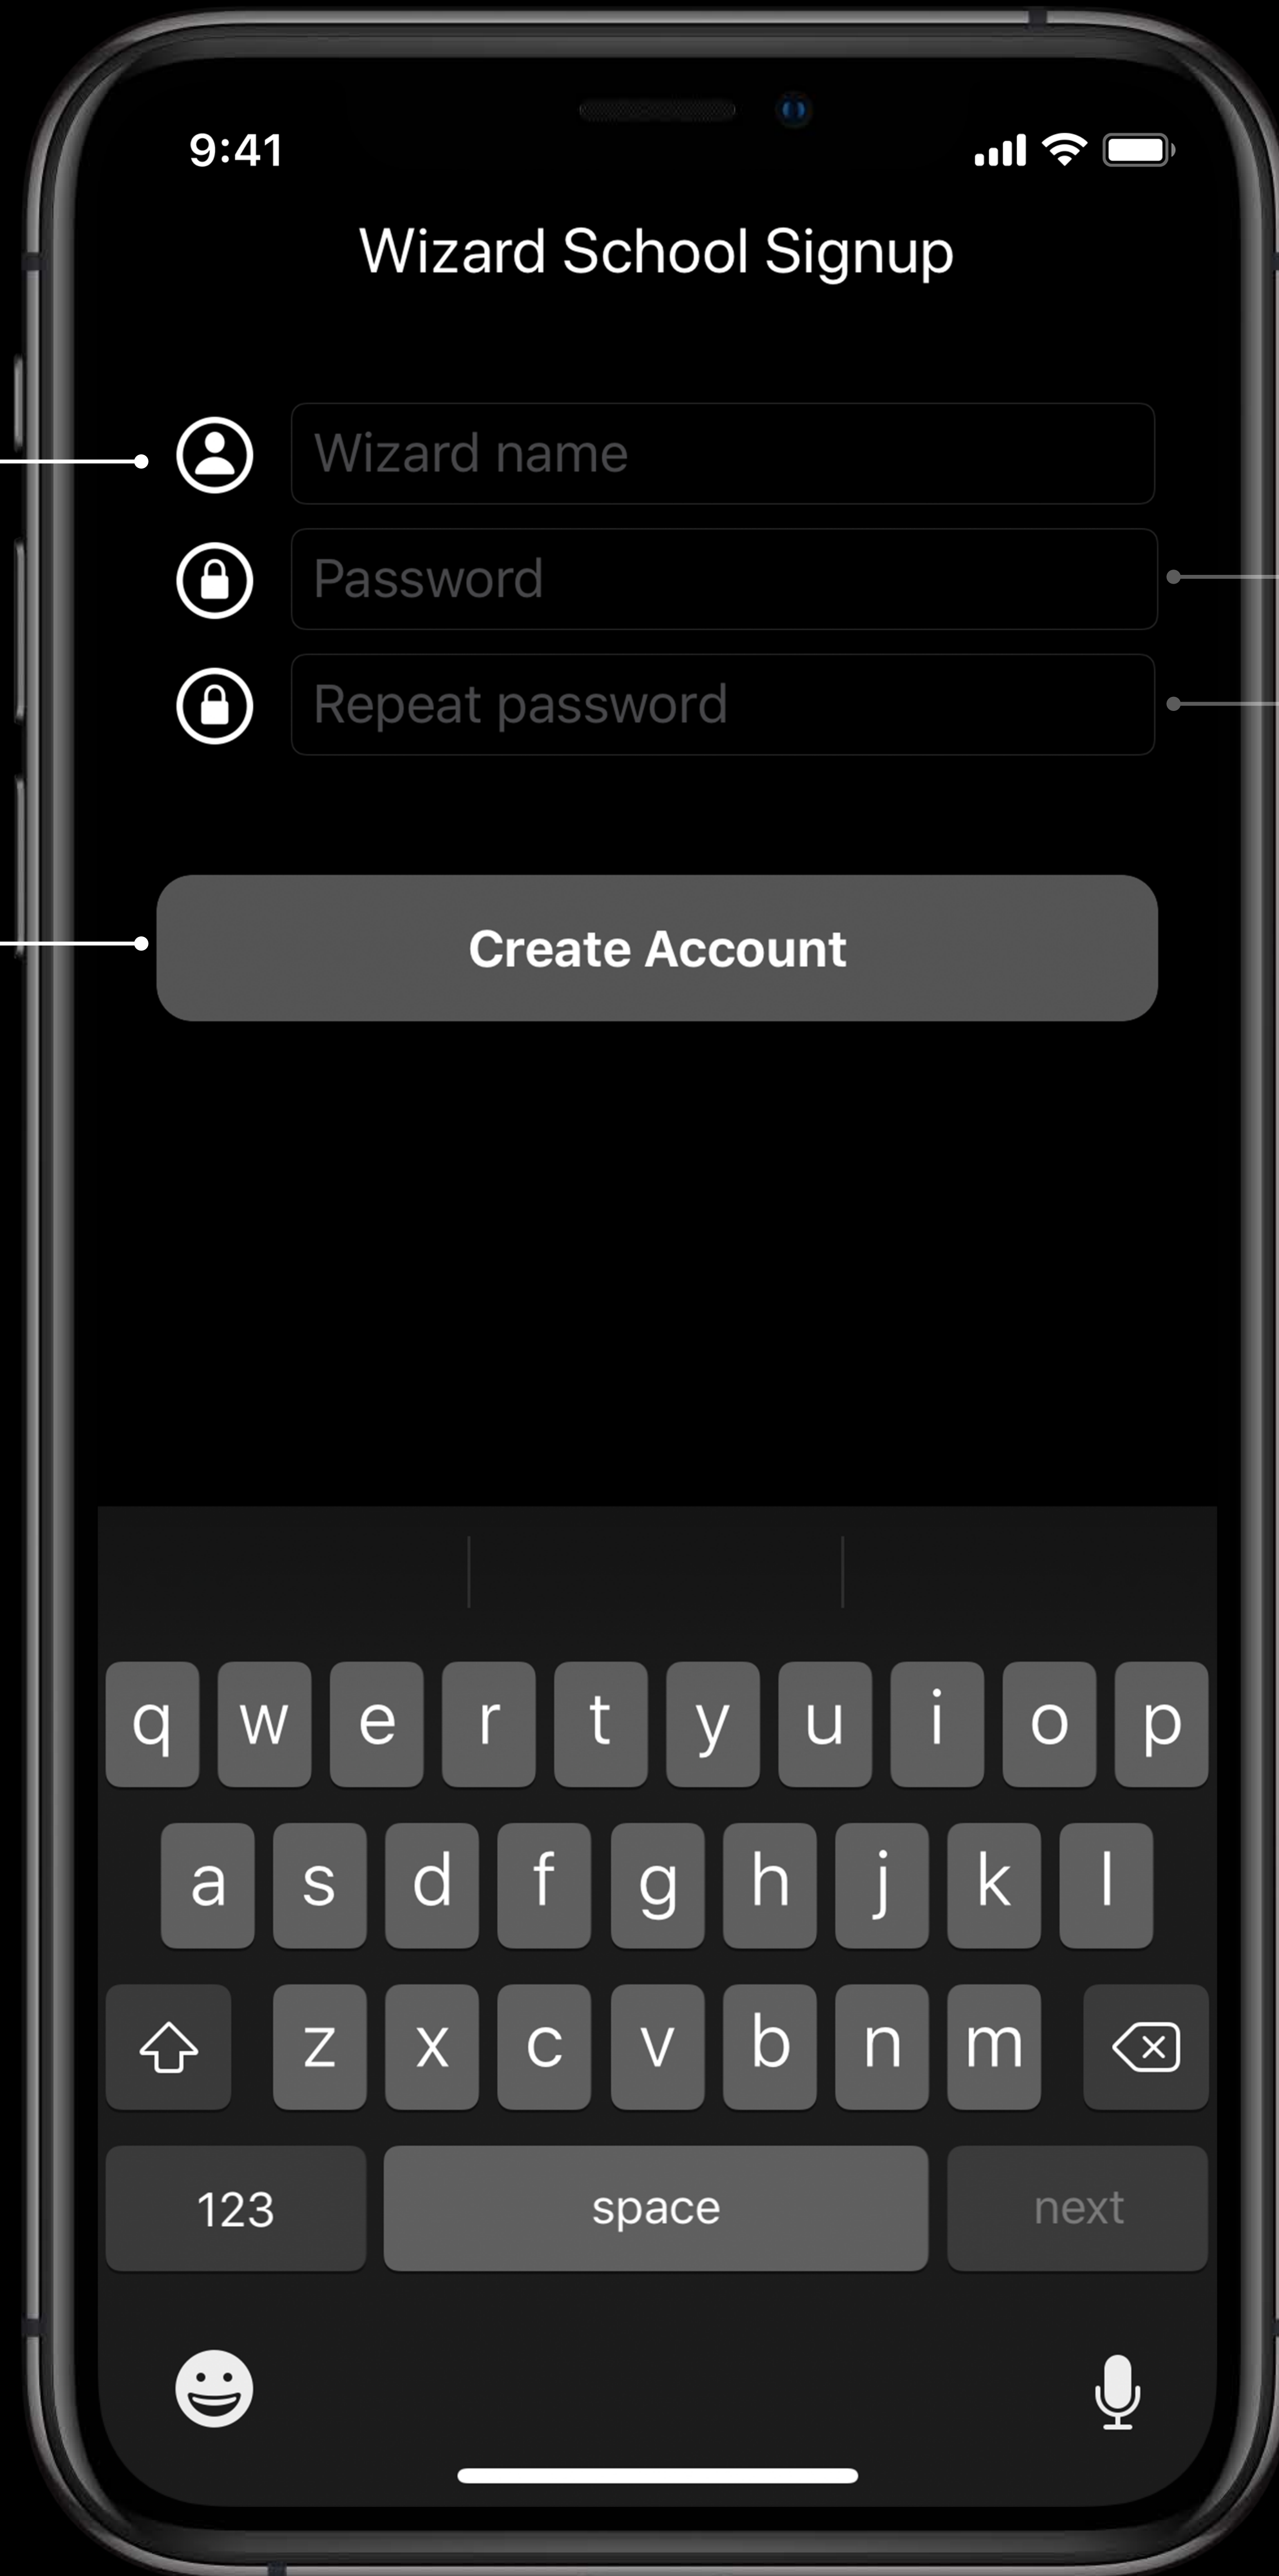 9:41
Wizard School Signup
Wizard name
Password
Repeat password
Create Account
q w e r t y u i o p
a s d f g h j k l
z x c v b n m
123 space next